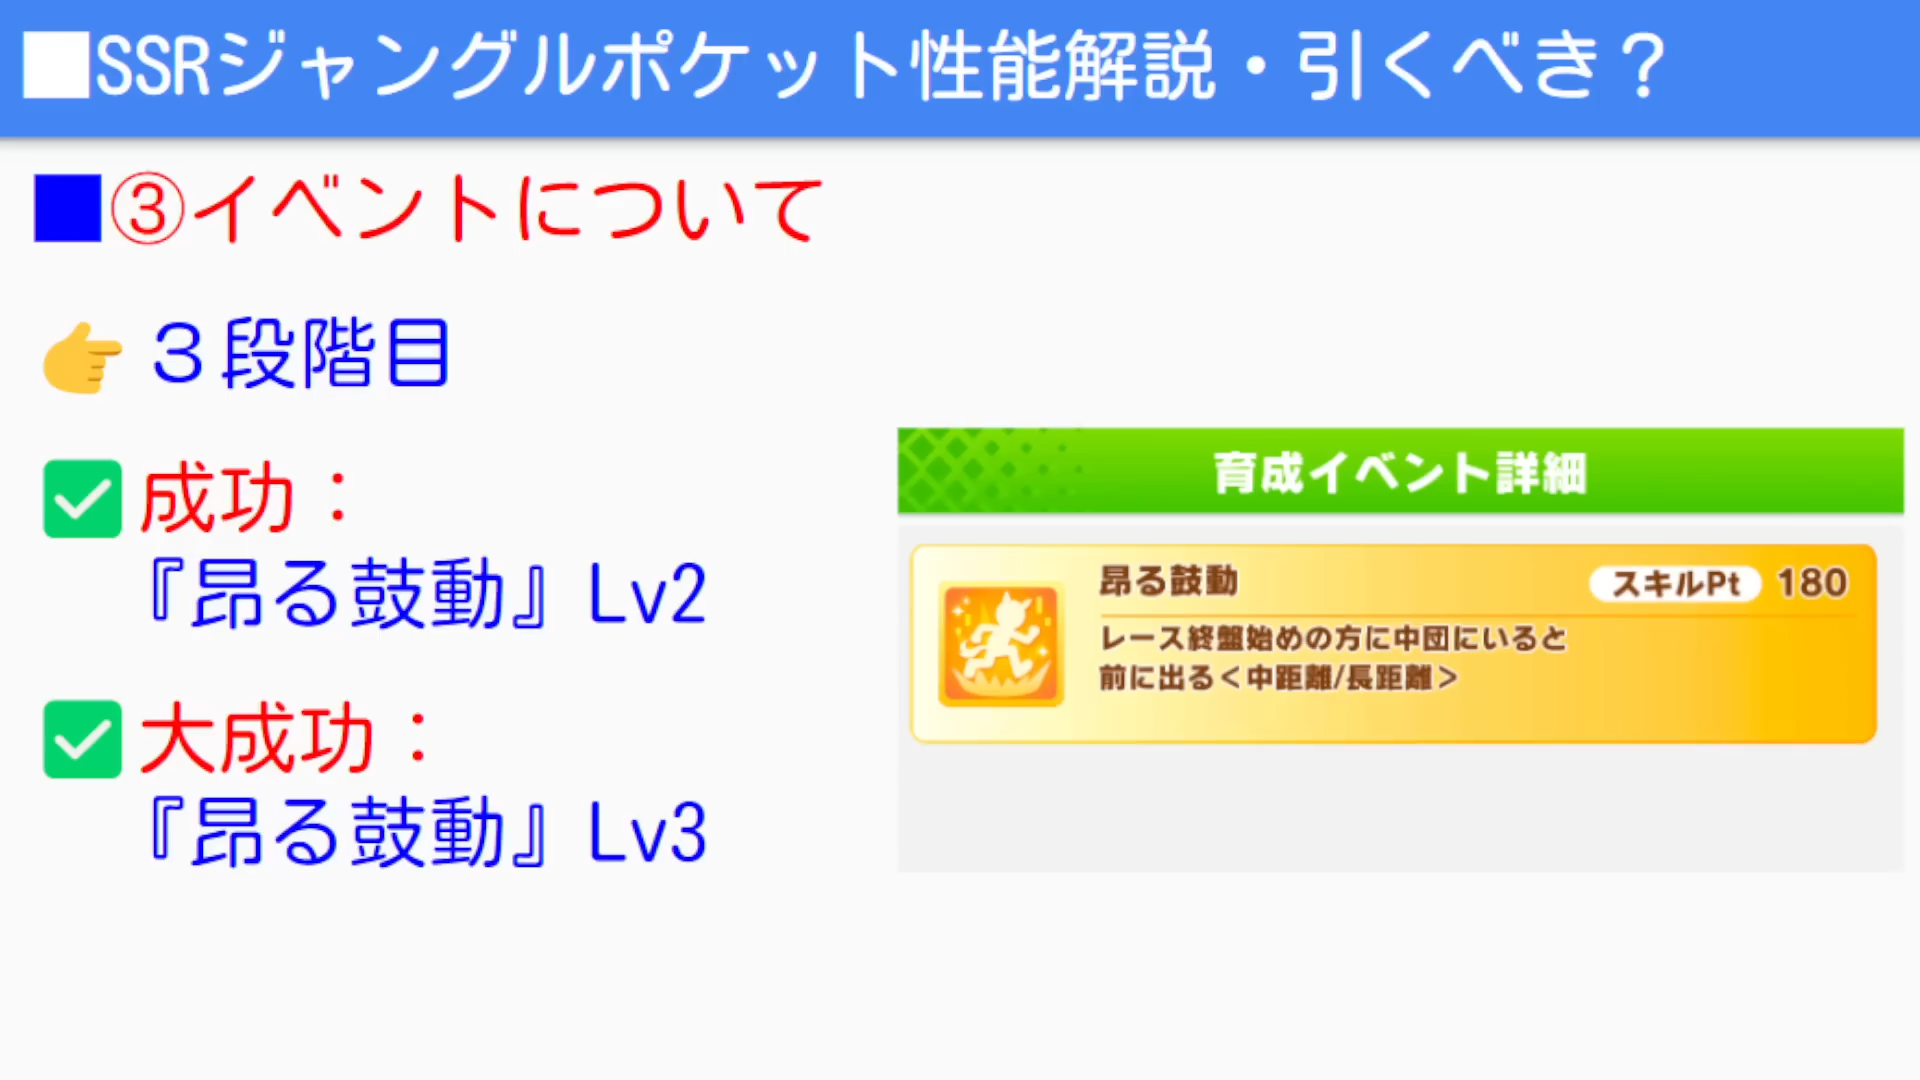 ■SSRジャングルポケット性能解説・引くべき？
■③イベントについて
👉３段階目
✅成功：
『昂る鼓動』Lv2
✅大成功：
『昂る鼓動』Lv3
育成イベント詳細
昂る鼓動 スキルPt 180
レース終盤始めの方に中団にいると
前に出る＜中距離/長距離＞